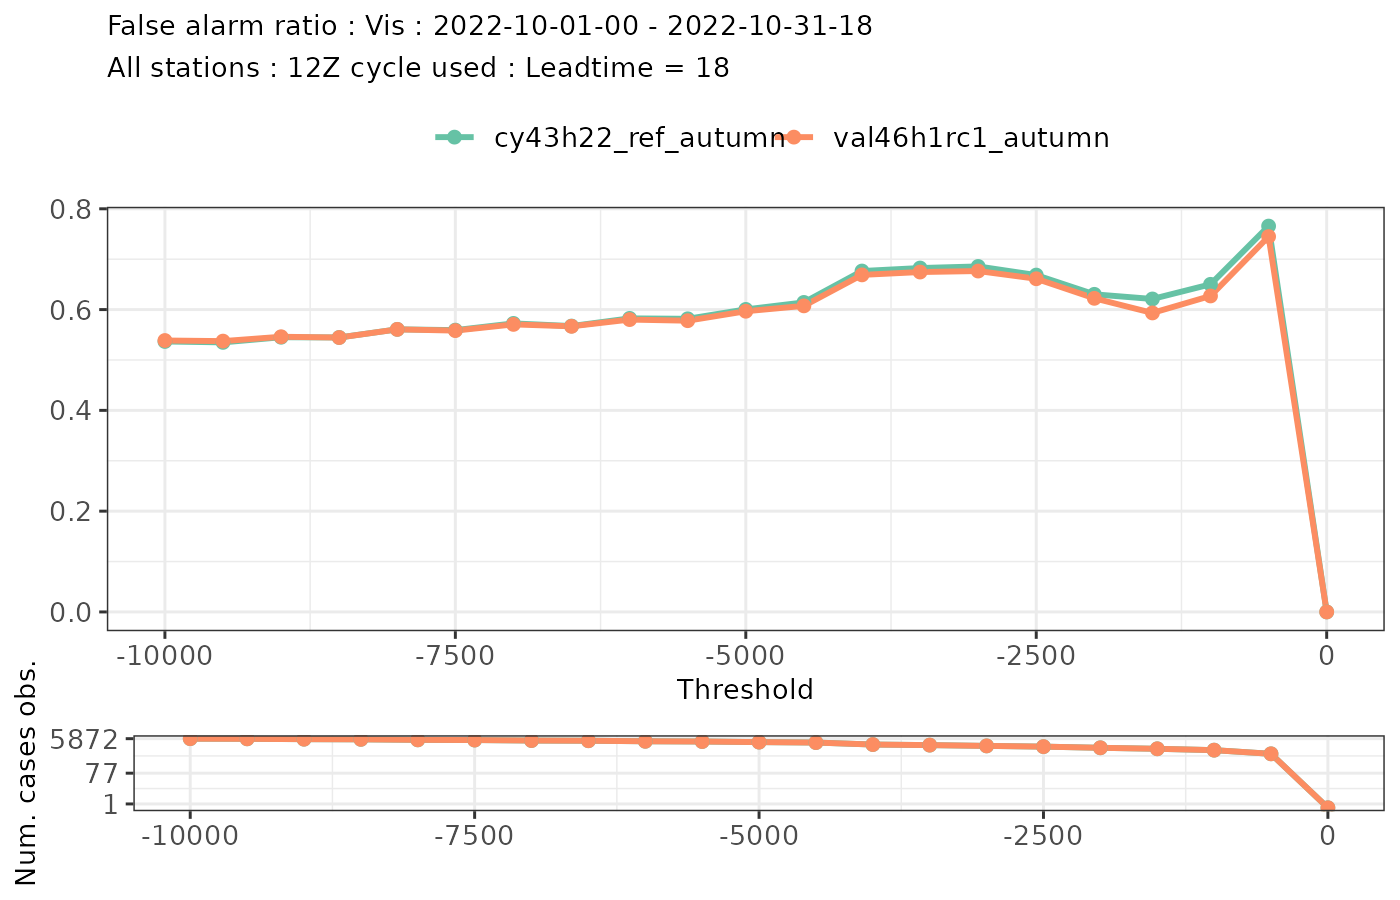 False alarm ratio : Vis : 2022-10-01-00 - 2022-10-31-18
All stations : 12Z cycle used : Leadtime = 18
cy43h22_ref_autumn val46h1rc1_autumn
0.8
0.6
0.4
0.2
0.0
-10000 -7500 -5000 -2500 0
Threshold
Num. cases obs.
5872
77
1
-10000 -7500 -5000 -2500 0